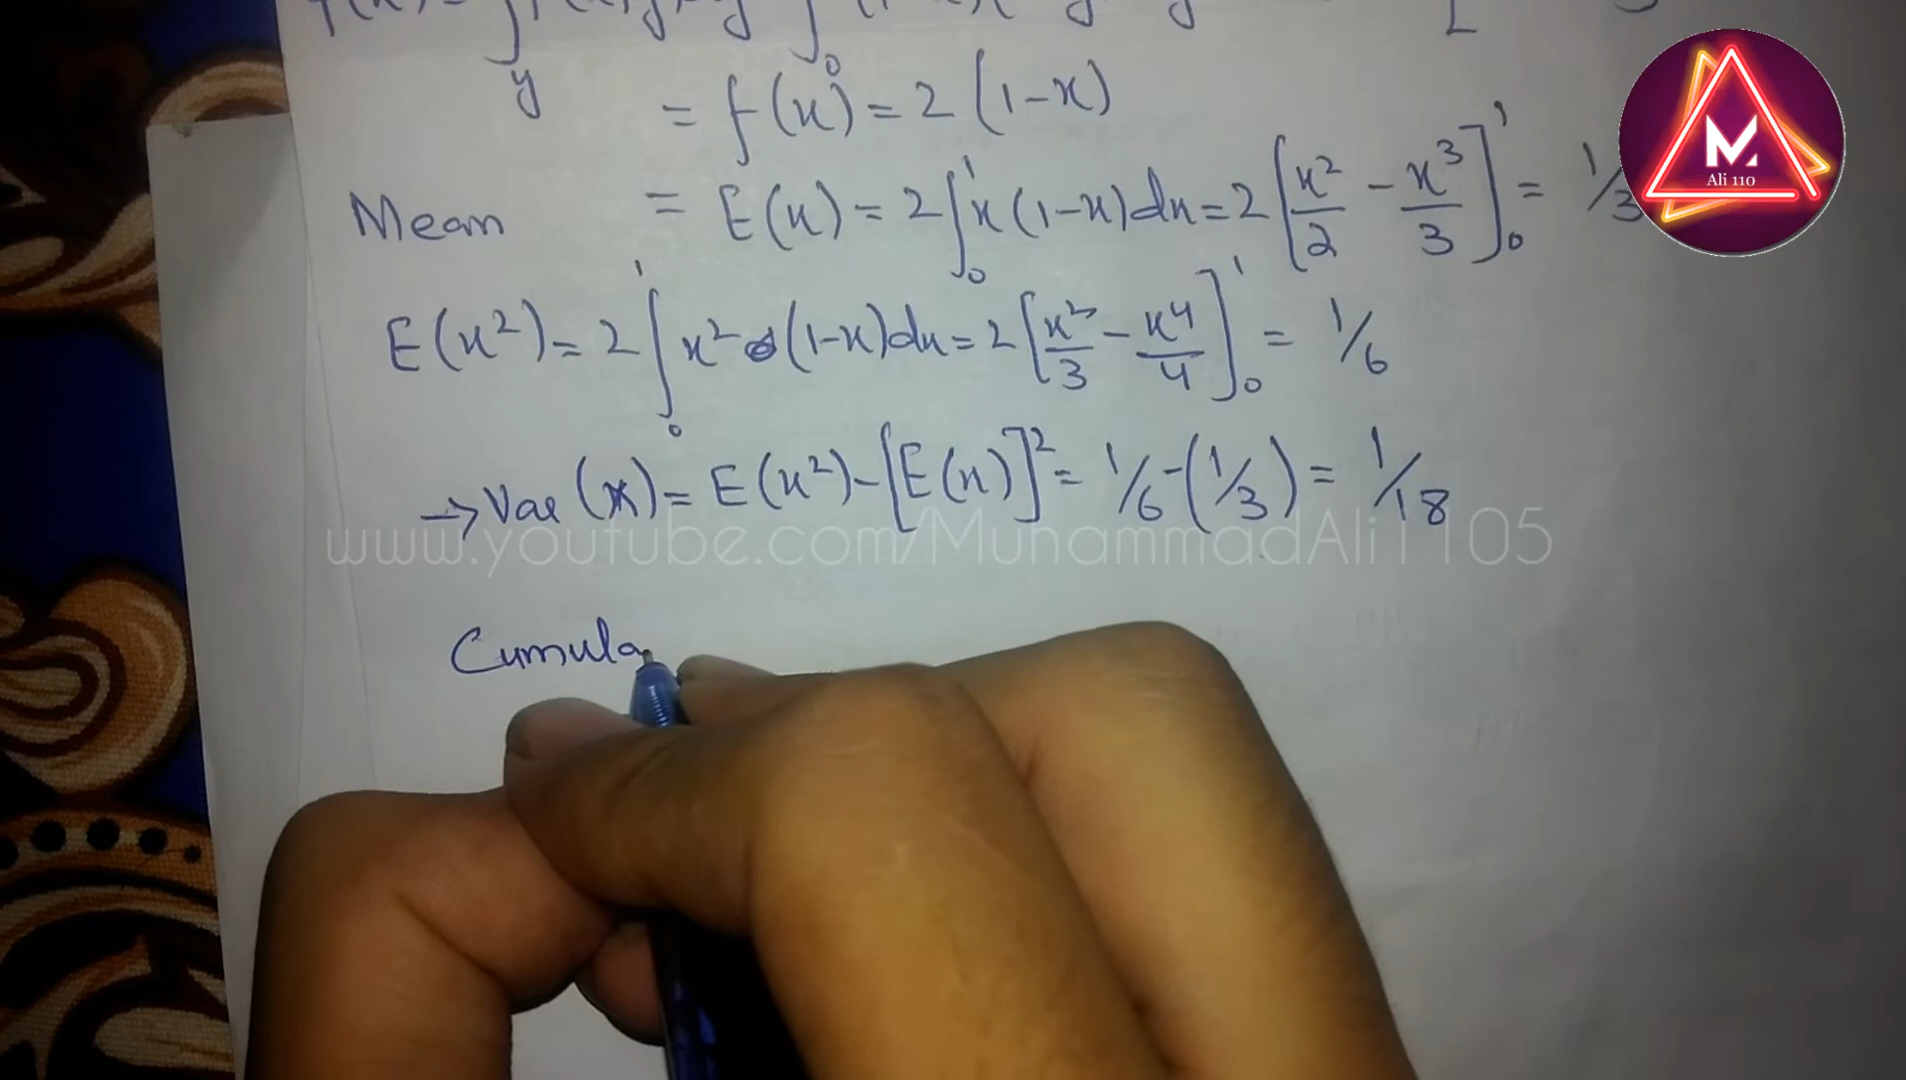 y
= f(x) = 2(1-x)
Mean = E(x) = 2∫₀¹ x(1-x)dx = 2[x²/2 - x³/3]₀¹ = 1/3
E(x²) = 2∫₀¹ x² (1-x)dx = 2[x³/3 - x⁴/4]₀¹ = 1/6
→ Var(x) = E(x²) - [E(x)]² = 1/6 - (1/3) = 1/18
www.youtube.com/MuhammadAli1105
Cumula
M.
Ali 110